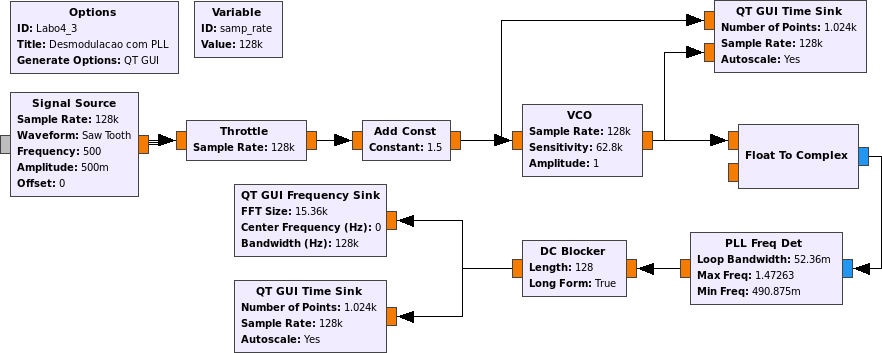 Options
ID: Labo4_3
Title: Desmodulacao com PLL
Generate Options: QT GUI
Variable
ID: samp_rate
Value: 128k
QT GUI Time Sink
Number of Points: 1.024k
Sample Rate: 128k
Autoscale: Yes
Signal Source
Sample Rate: 128k
Waveform: Saw Tooth
Frequency: 500
Amplitude: 500m
Offset: 0
Throttle
Sample Rate: 128k
Add Const
Constant: 1.5
VCO
Sample Rate: 128k
Sensitivity: 62.8k
Amplitude: 1
Float To Complex
QT GUI Frequency Sink
FFT Size: 15.36k
Center Frequency (Hz): 0
Bandwidth (Hz): 128k
DC Blocker
Length: 128
Long Form: True
PLL Freq Det
Loop Bandwidth: 52.36m
Max Freq: 1.47263
Min Freq: 490.875m
QT GUI Time Sink
Number of Points: 1.024k
Sample Rate: 128k
Autoscale: Yes